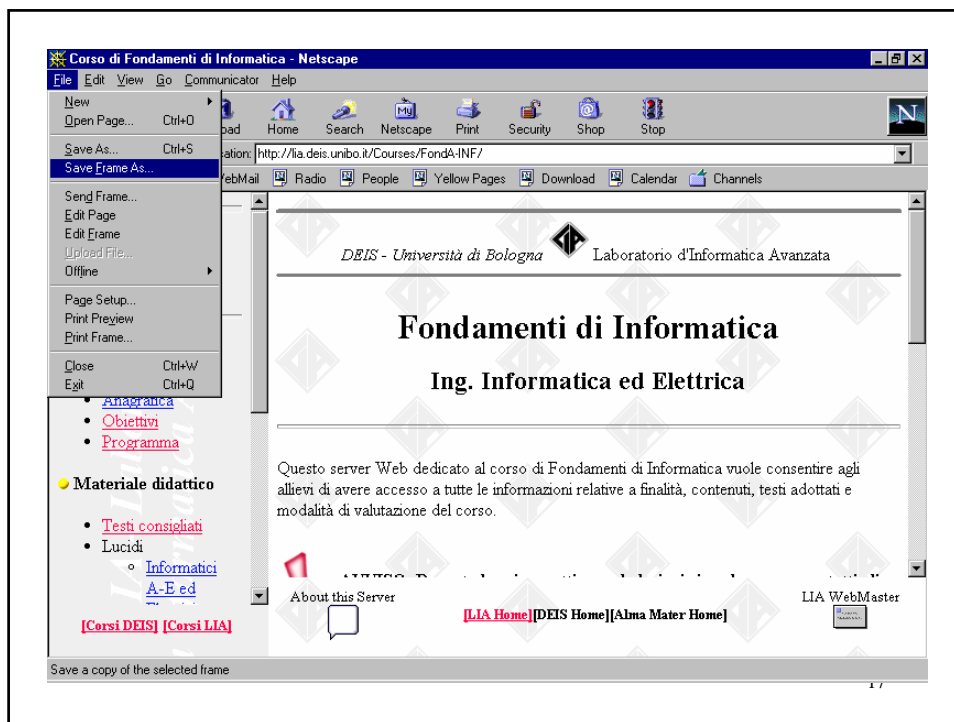 Corso di Fondamenti di Informatica - Netscape
File Edit View Go Communicator Help
New
Open Page... Ctrl+O
Save As... Ctrl+S
Save Frame As...
Send Frame...
Edit Page
Edit Frame
Upload File...
Offline
Page Setup...
Print Preview
Print Frame...
Close Ctrl+W
Exit Ctrl+Q
Home Search Netscape Print Security Shop Stop
http://lia.deis.unibo.it/Courses/FondA-INF/
Radio People Yellow Pages Download Calendar Channels
Anagrafica
Obiettivi
Programma
Materiale didattico
Testi consigliati
Lucidi
Informatici
A-E ed
[Corsi DEIS] [Corsi LIA]
DEIS - Università di Bologna Laboratorio d'Informatica Avanzata
Fondamenti di Informatica
Ing. Informatica ed Elettrica
Questo server Web dedicato al corso di Fondamenti di Informatica vuole consentire agli
allievi di avere accesso a tutte le informazioni relative a finalità, contenuti, testi adottati e
modalità di valutazione del corso.
About this Server
[LIA Home][DEIS Home][Alma Mater Home]
LIA WebMaster
Save a copy of the selected frame
17